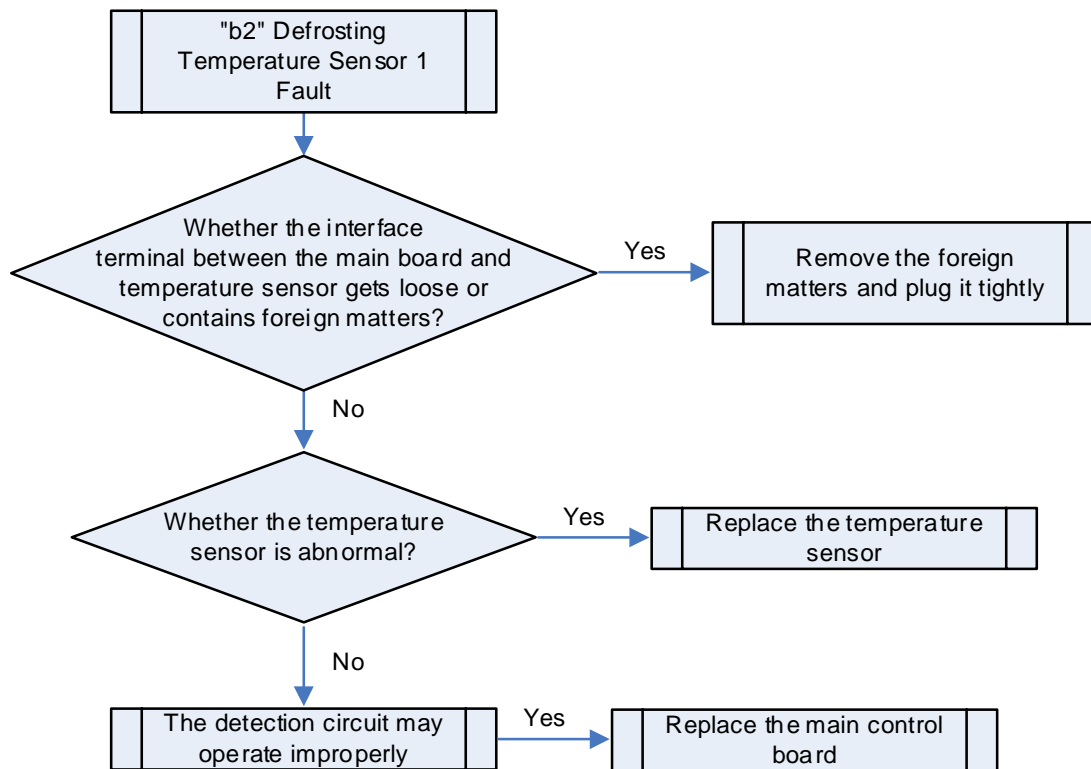 "b2" Defrosting
Temperature Sensor 1
Fault
Whether the interface
terminal between the main board and
temperature sensor gets loose or
contains foreign matters?
Yes
Remove the foreign
matters and plug it tightly
No
Whether the temperature
sensor is abnormal?
Yes
Replace the temperature
sensor
No
The detection circuit may
operate improperly
Yes
Replace the main control
board